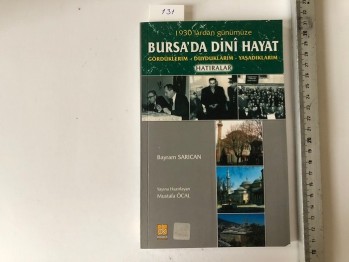 131
1930'lardan günümüze
BURSA'DA DİNÎ HAYAT
GÖRDÜKLERİM - DUYDUKLARIM - YAŞADIKLARIM
HATIRALAR
Bayram SARICAN
Yayına Hazırlayan
Mustafa ÖCAL